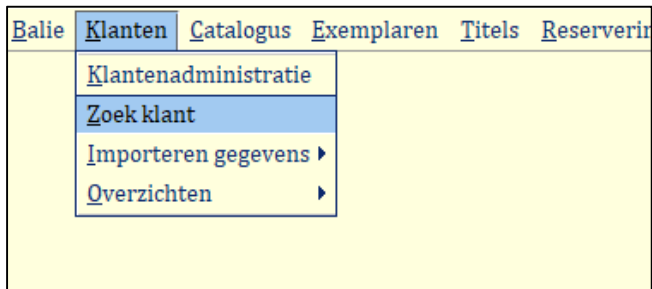 Balie Klanten Catalogus Exemplaren Titels
Klantenadministratie
Zoek klant
Importeren gegevens
Overzichten